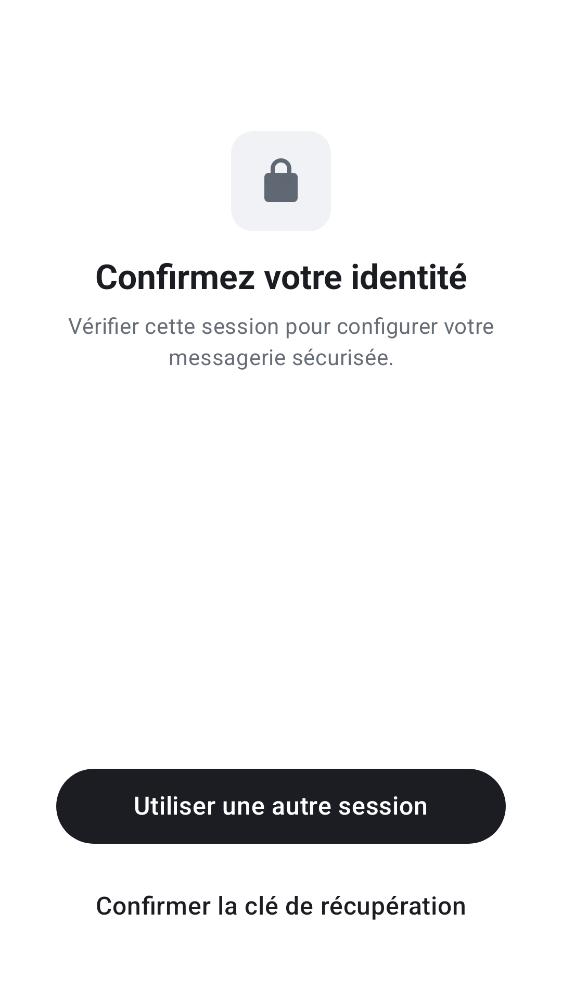 Confirmez votre identité
Vérifier cette session pour configurer votre
messagerie sécurisée.
Utiliser une autre session
Confirmer la clé de récupération